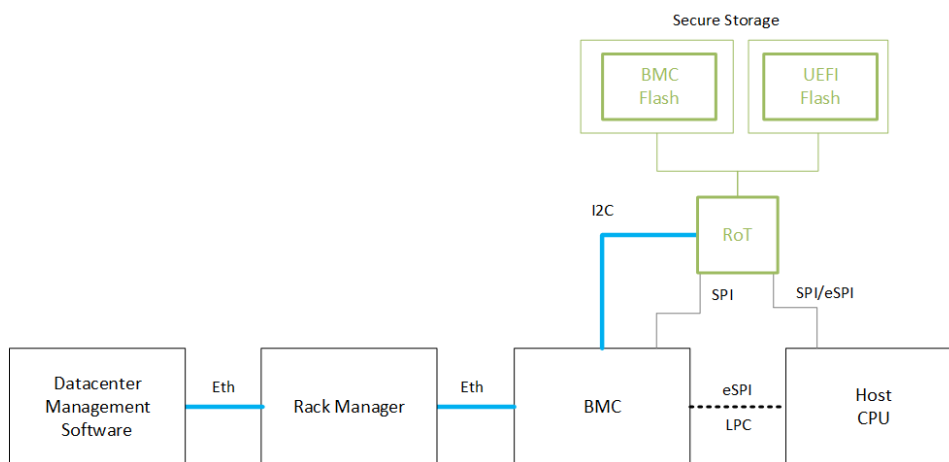 Secure Storage
BMC
Flash
UEFI
Flash
I2C
RoT
SPI
SPI/eSPI
Datacenter
Management
Software
Eth
Rack Manager
Eth
BMC
eSPI
LPC
Host
CPU